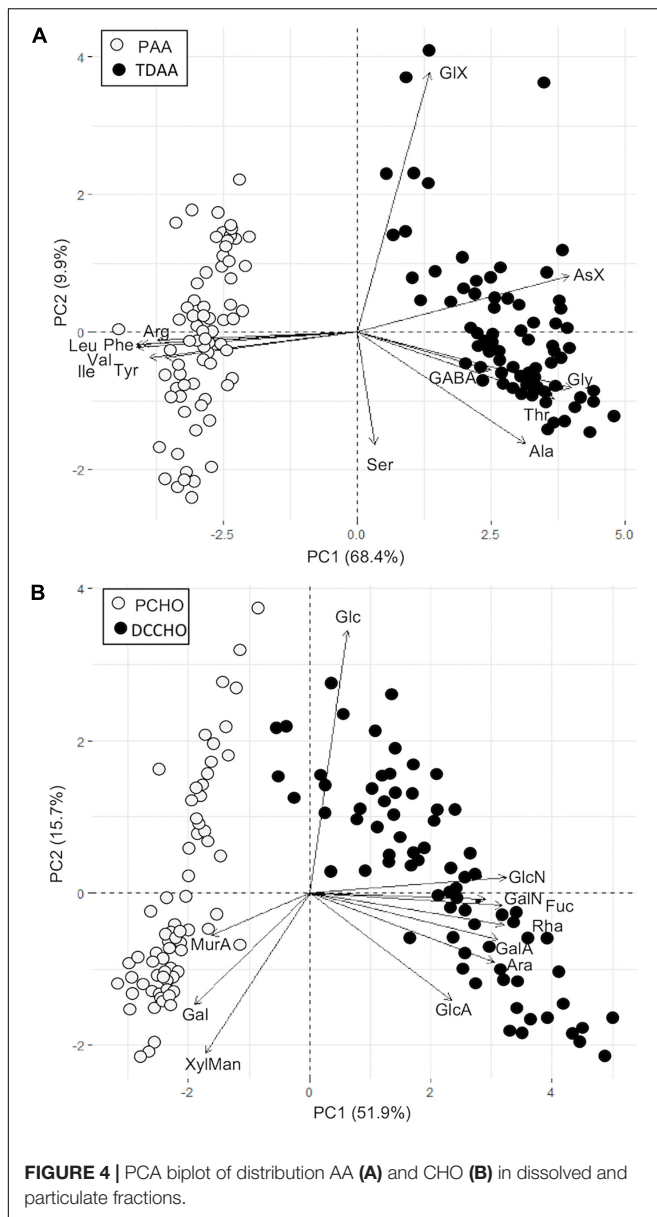 A
PAA
TDAA
4
2
0
-2
PC2 (9.9%)
GlX
AsX
Arg
Leu Phe
Val
Ile Tyr
GABA
Gly
Thr
Ser
Ala
-2.5
0.0
2.5
5.0
PC1 (68.4%)
B
PCHO
DCCHO
4
2
0
-2
PC2 (15.7%)
Glc
GlcN
GalN
Fuc
Rha
GalA
Ara
GlcA
MurA
Gal
XylMan
-2
0
2
4
PC1 (51.9%)
FIGURE 4 | PCA biplot of distribution AA (A) and CHO (B) in dissolved and
particulate fractions.